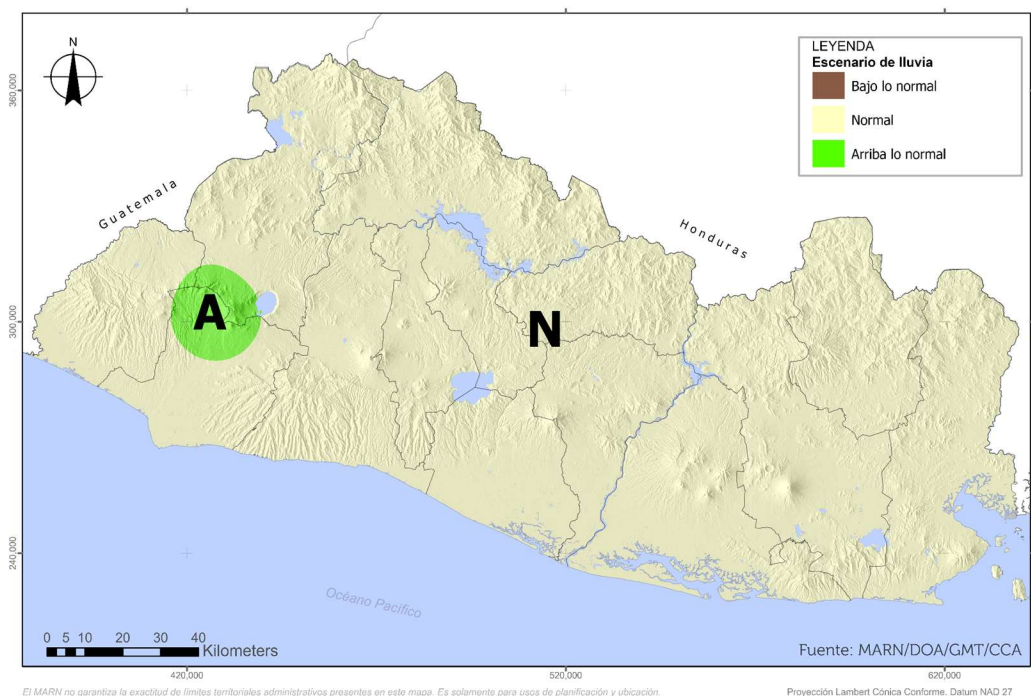 N
LEYENDA
Escenario de lluvia
Bajo lo normal
Normal
Arriba lo normal
360,000
Guatemala
Honduras
A
N
300,000
240,000
Océano Pacífico
0 5 10 20 30 40
Kilometers
Fuente: MARN/DOA/GMT/CCA
420,000 520,000 620,000
El MARN no garantiza la exactitud de límites territoriales administrativos presentes en este mapa. Es solamente para usos de planificación y ubicación.
Proyección Lambert Cónica Conforme. Datum NAD 27